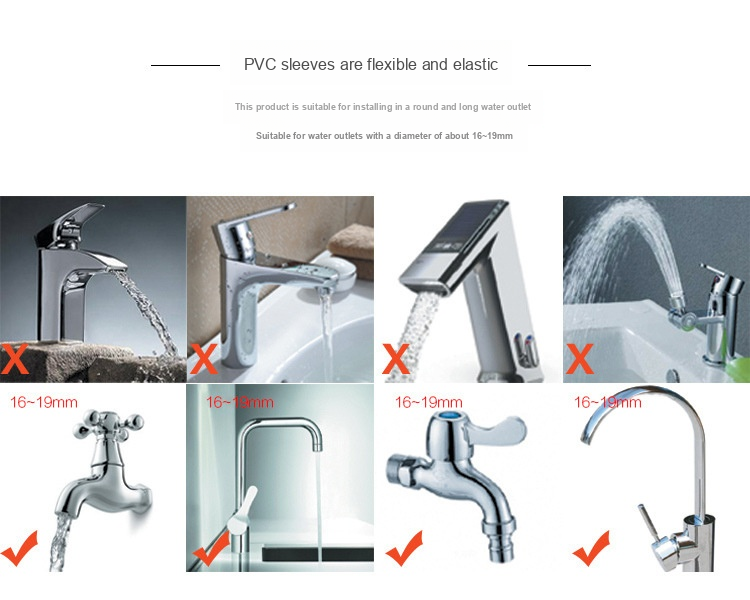 PVC sleeves are flexible and elastic
This product is suitable for installing in a round and long water outlet
Suitable for water outlets with a diameter of about 16~19mm
X X X X
16~19mm 16~19mm 16~19mm 16~19mm